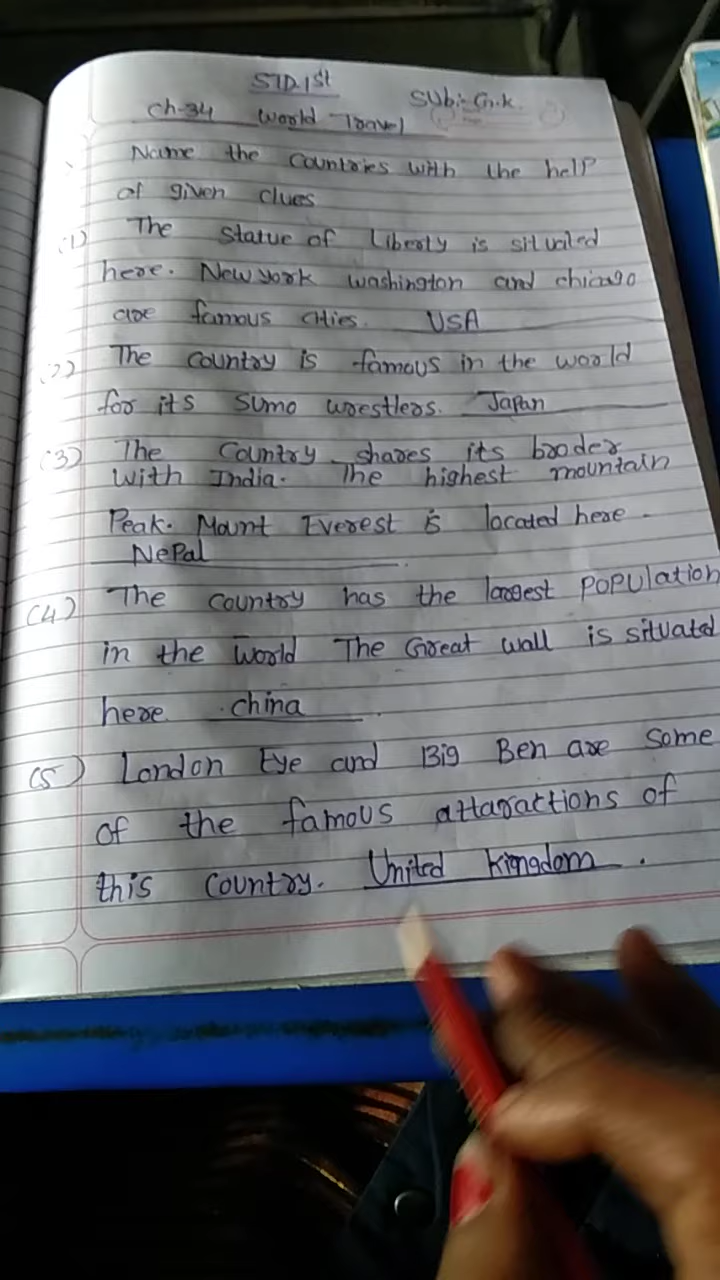 STD.1st
Sub:- G.k.
Ch-34 World Travel
Name the countries with the help
of given clues
(1) The statue of Liberty is situated
here. New york washington and chicago
are famous cities. USA
(2) The country is famous in the world
for its sumo wrestlers. Japan
(3) The country shares its broder
with India. The highest mountain
Peak. Mount Everest is located here.
Nepal.
(4) The country has the largest population
in the world The Great wall is situated
here. china.
(5) London Eye and Big Ben are some
of the famous attaractions of
this country. United kingdom.